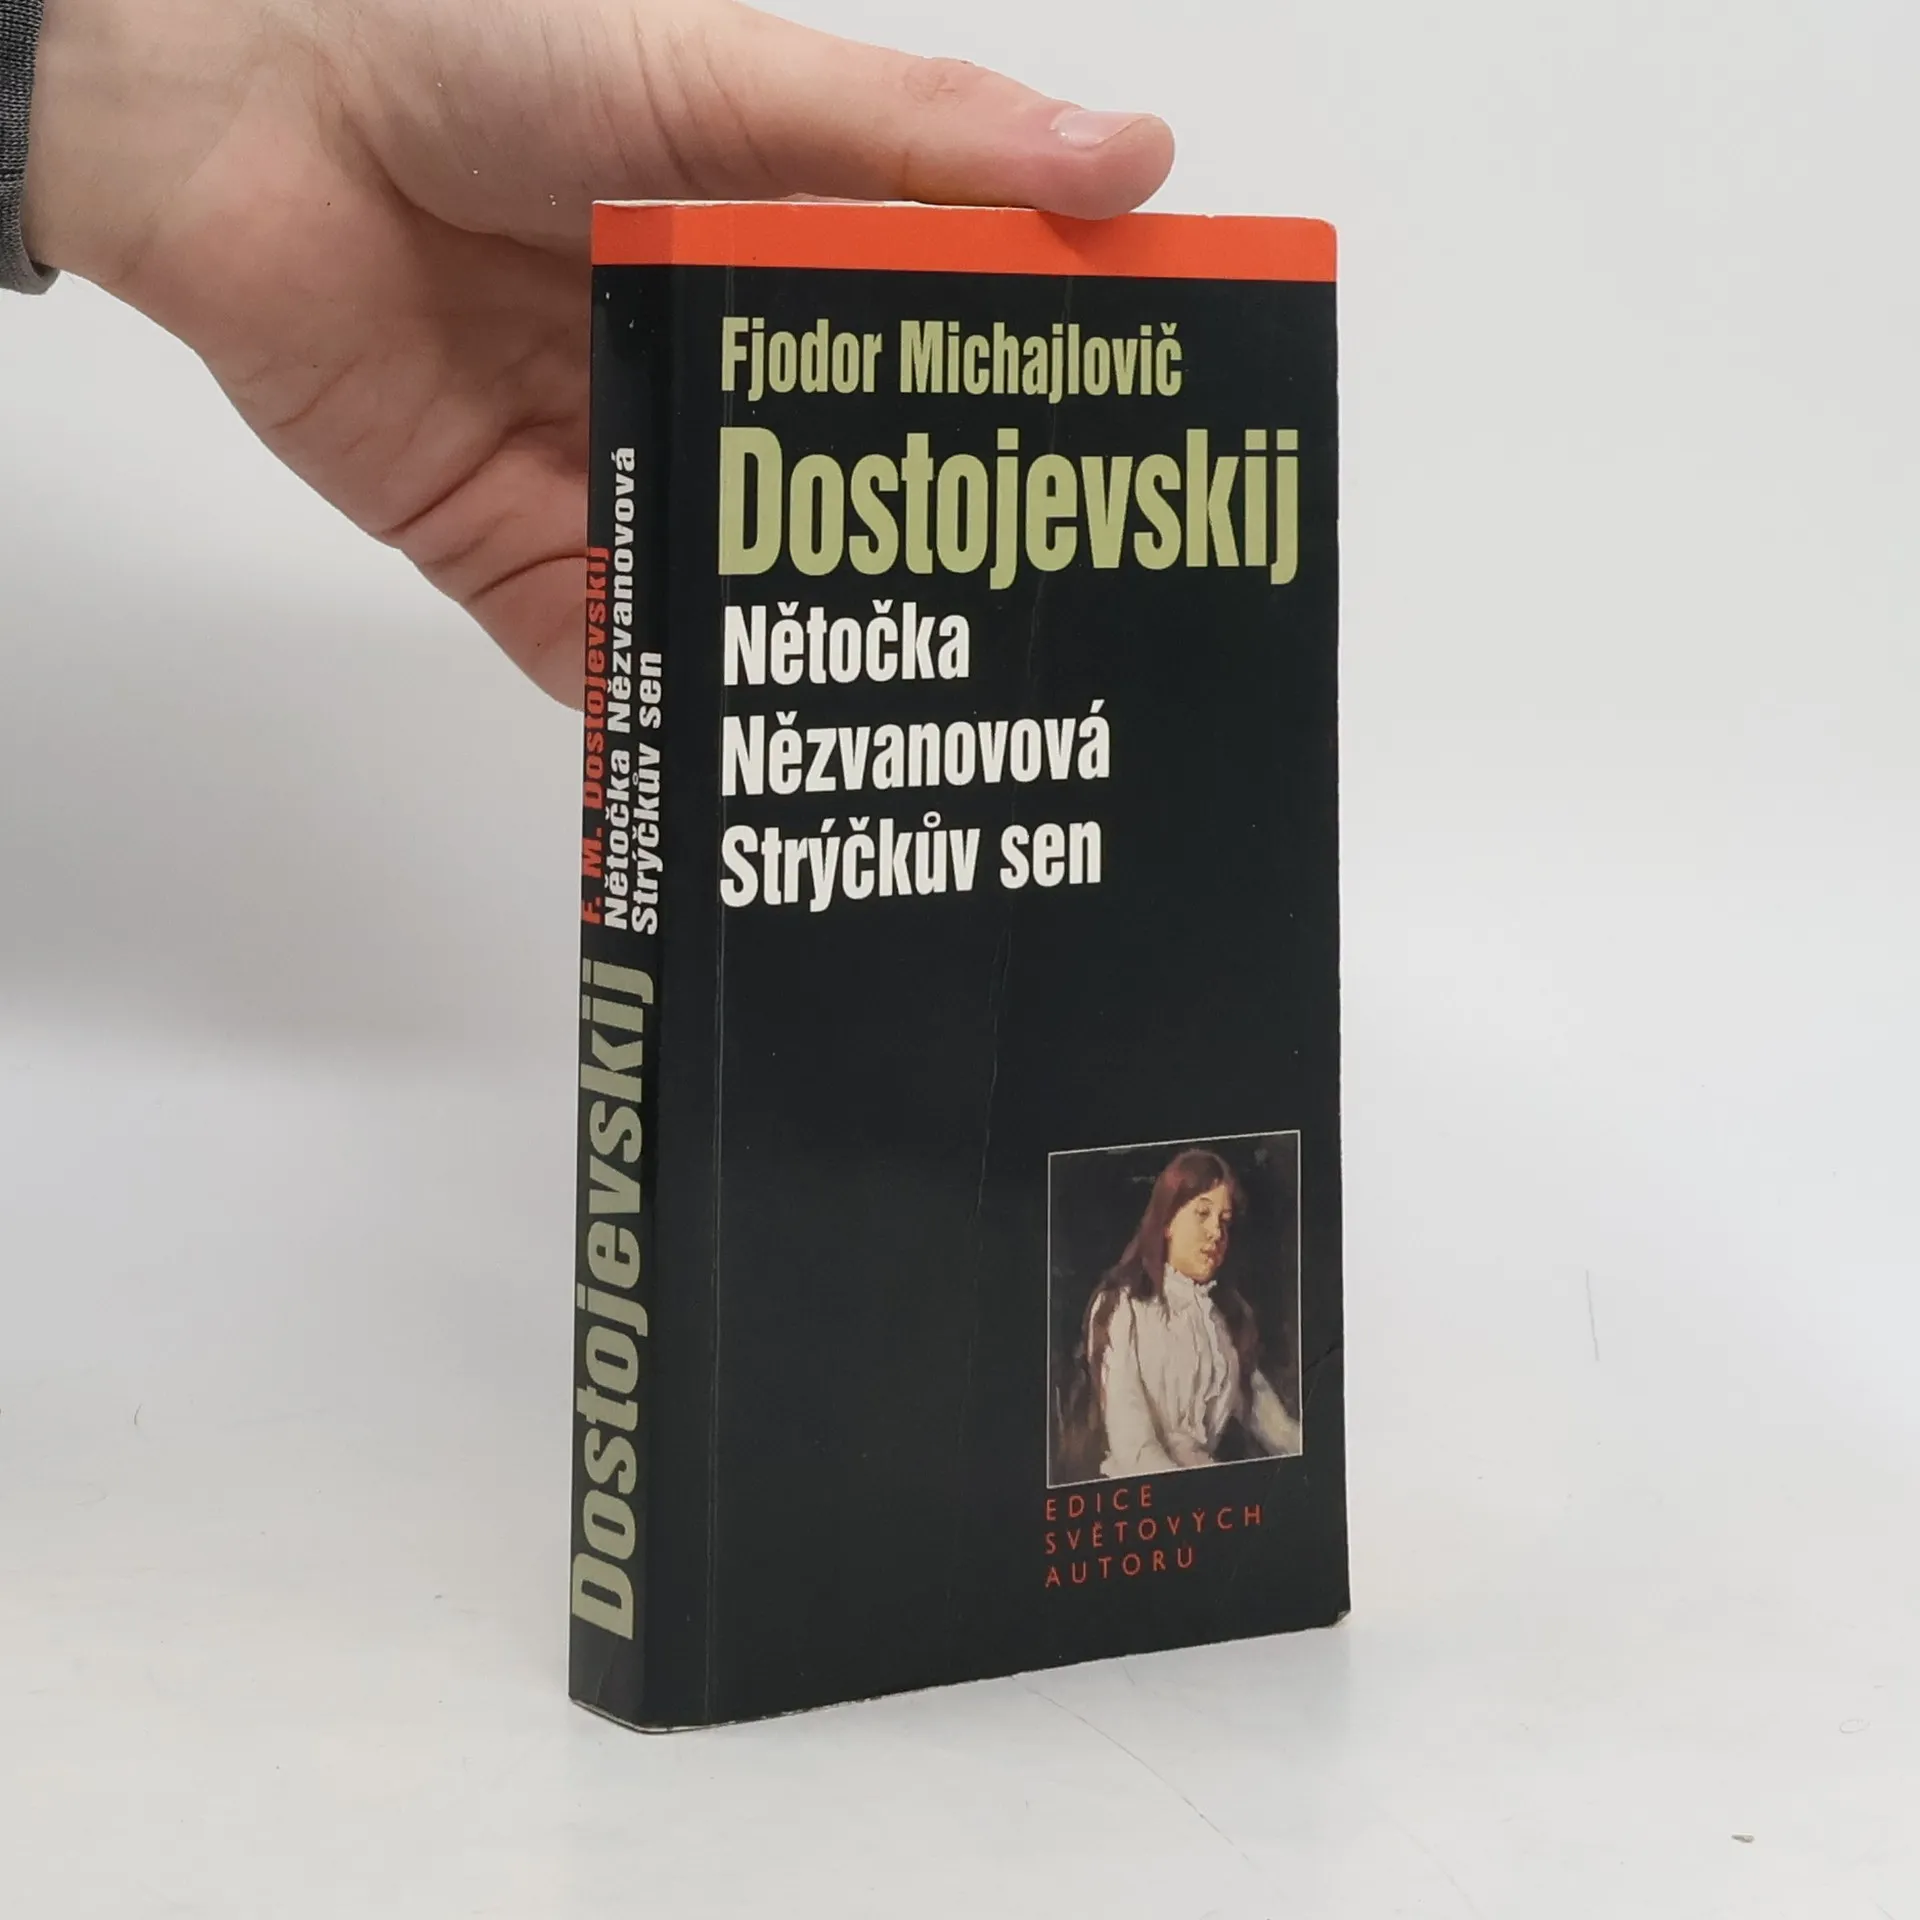 Fjodor Michajlovič
Dostojevskij
Nětočka
Nězvanovová
Strýčkův sen
EDICE
SVĚTOVÝCH
AUTORŮ
F. M. Dostojevskij
Nětočka Nězvanovová
Strýčkův sen
Dostojevskij